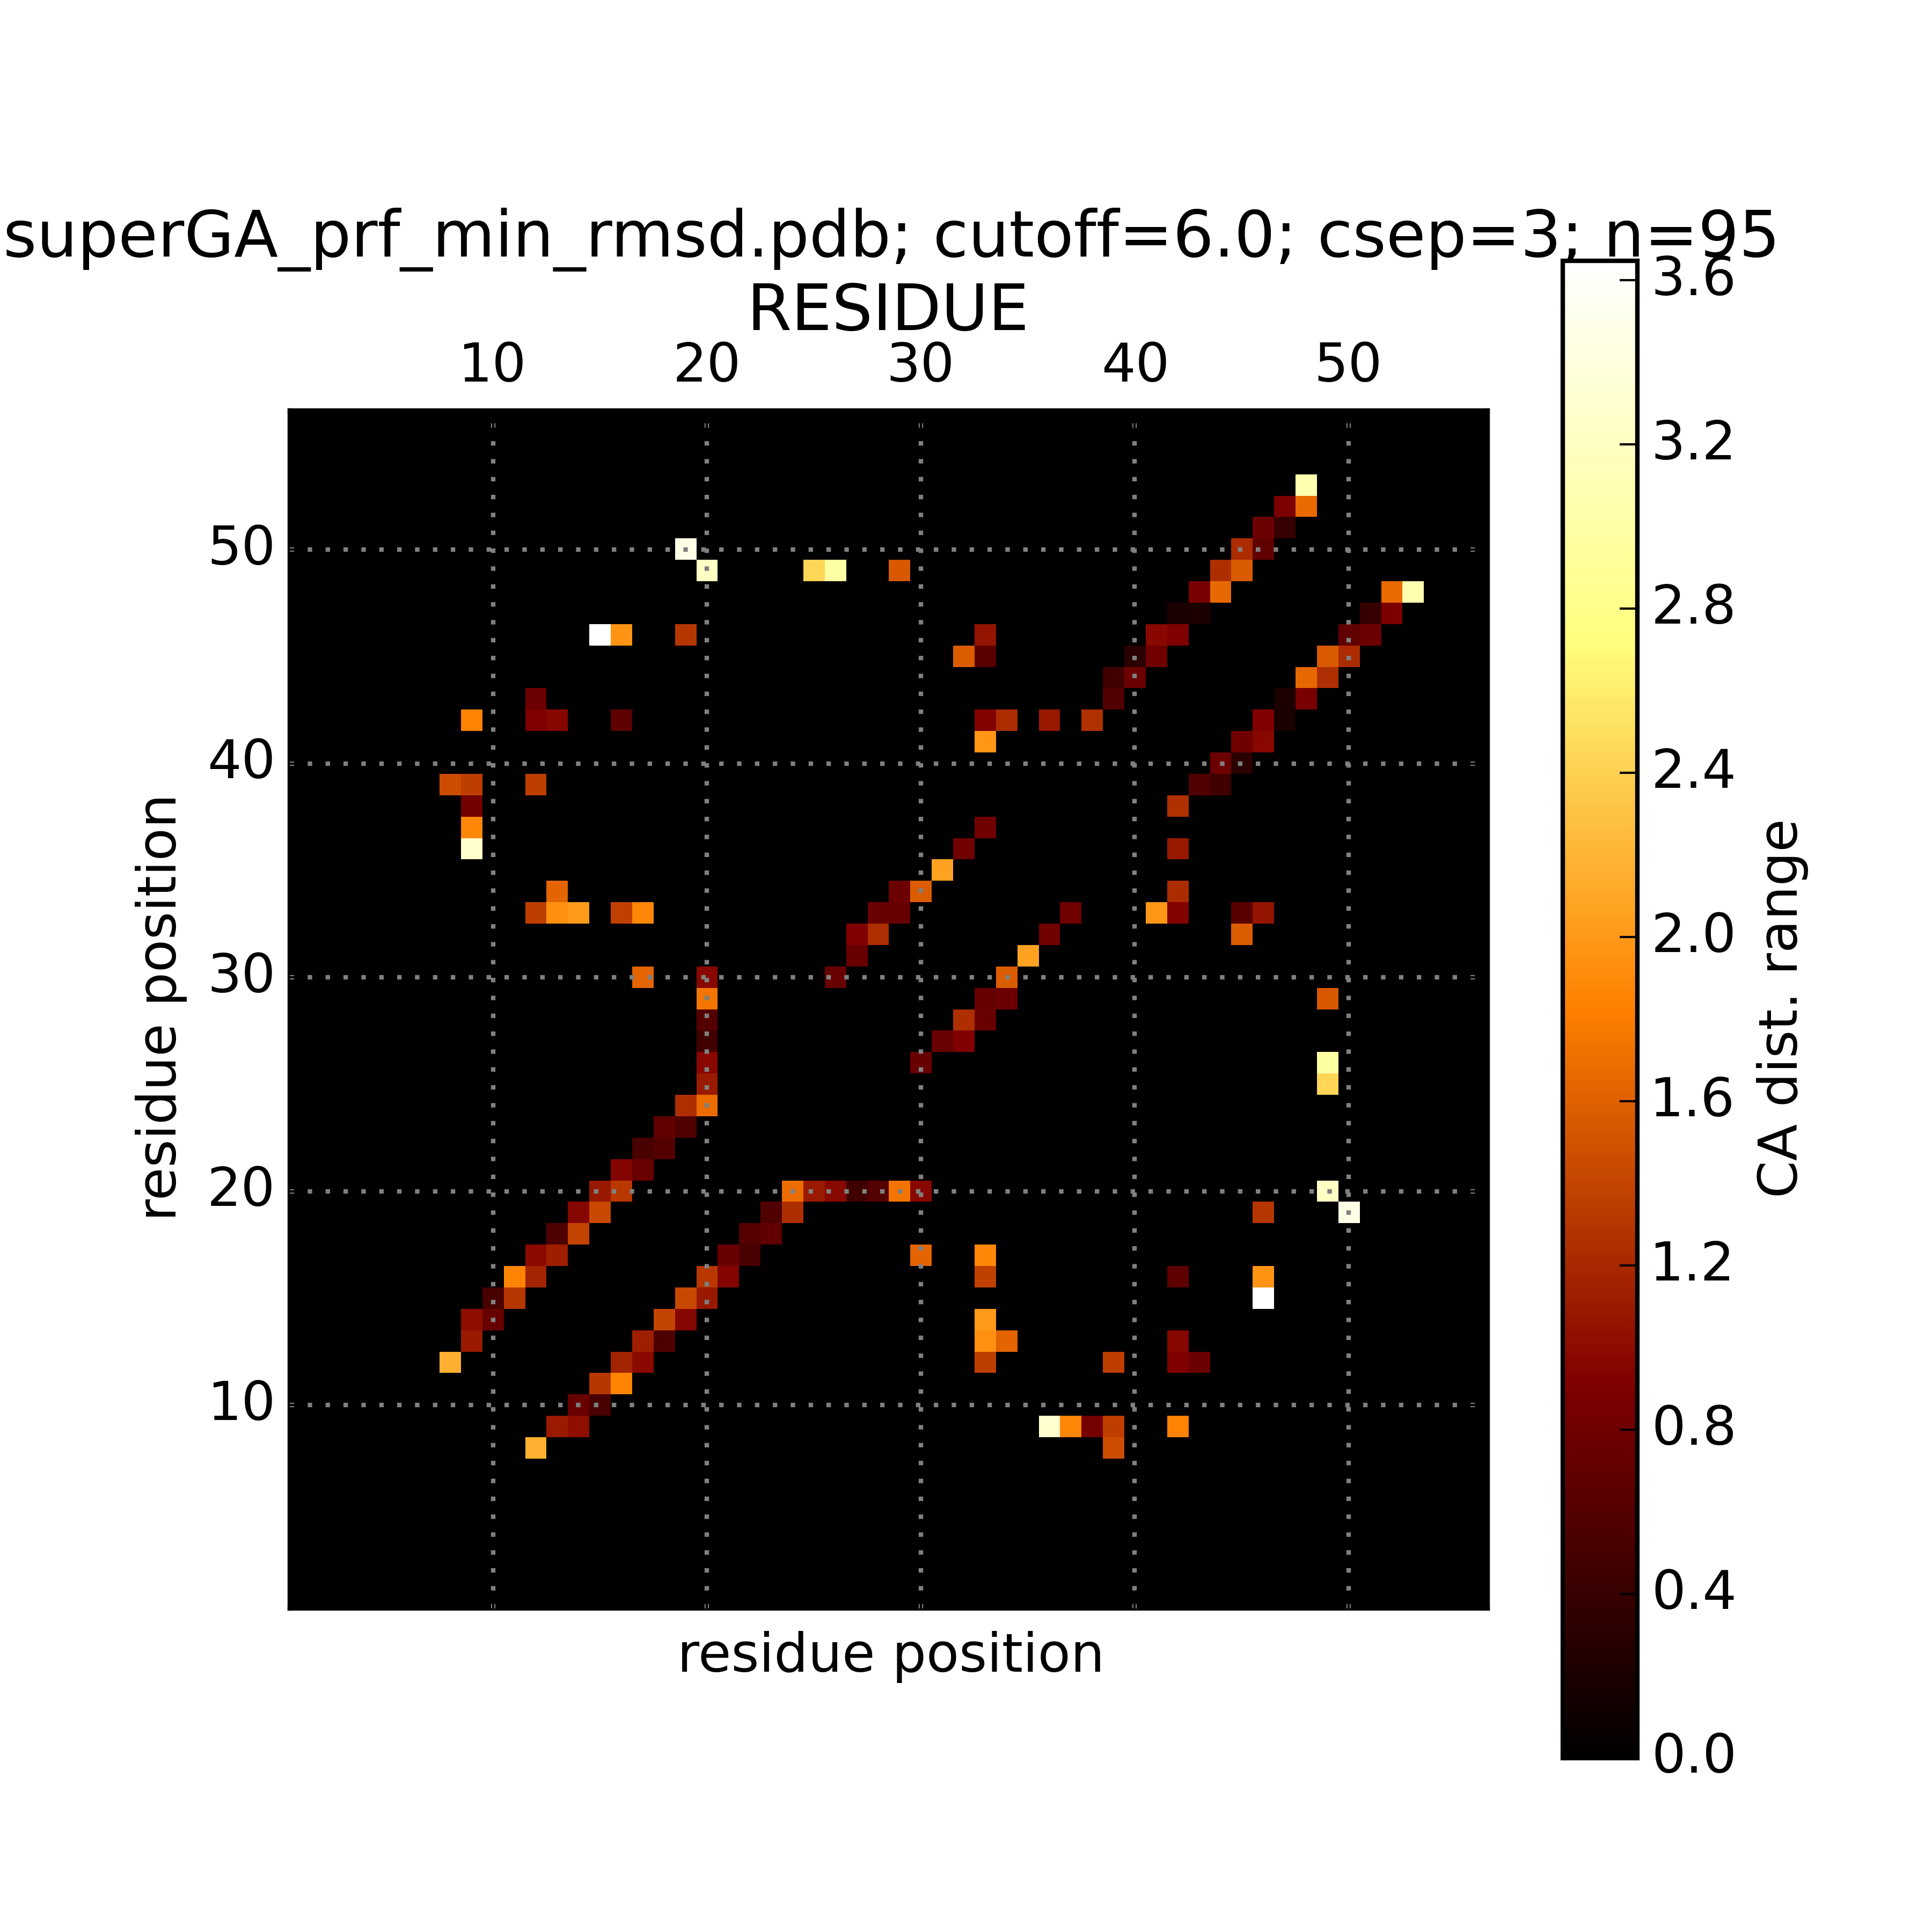 superGA_prf_min_rmsd.pdb; cutoff=6.0; csep=3; n=95
RESIDUE
10 20 30 40 50
50
40
30
20
10
residue position
residue position
3.6
3.2
2.8
2.4
2.0
1.6
1.2
0.8
0.4
0.0
CA dist. range